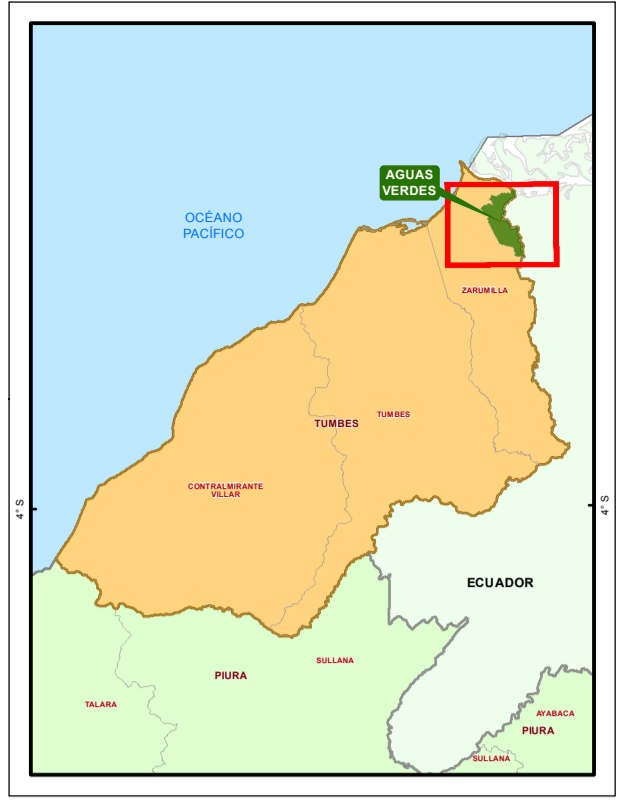 AGUAS
VERDES
OCÉANO
PACÍFICO
ZARUMILLA
TUMBES
TUMBES
CONTRALMIRANTE
VILLAR
4° S
4° S
ECUADOR
SULLANA
PIURA
TALARA
AYABACA
PIURA
SULLANA